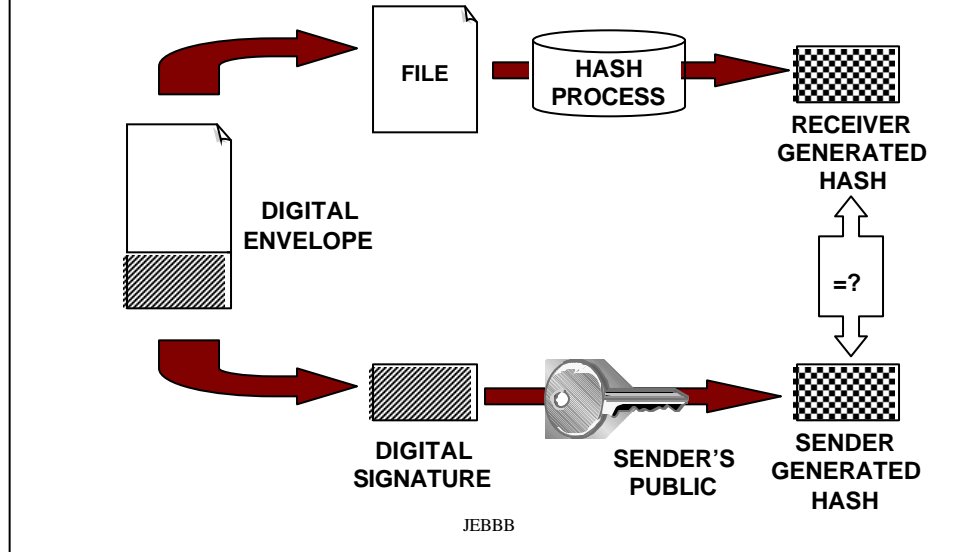 FILE
HASH
PROCESS
RECEIVER
GENERATED
HASH
DIGITAL
ENVELOPE
=?
DIGITAL
SIGNATURE
SENDER’S
PUBLIC
SENDER
GENERATED
HASH
JEBBB